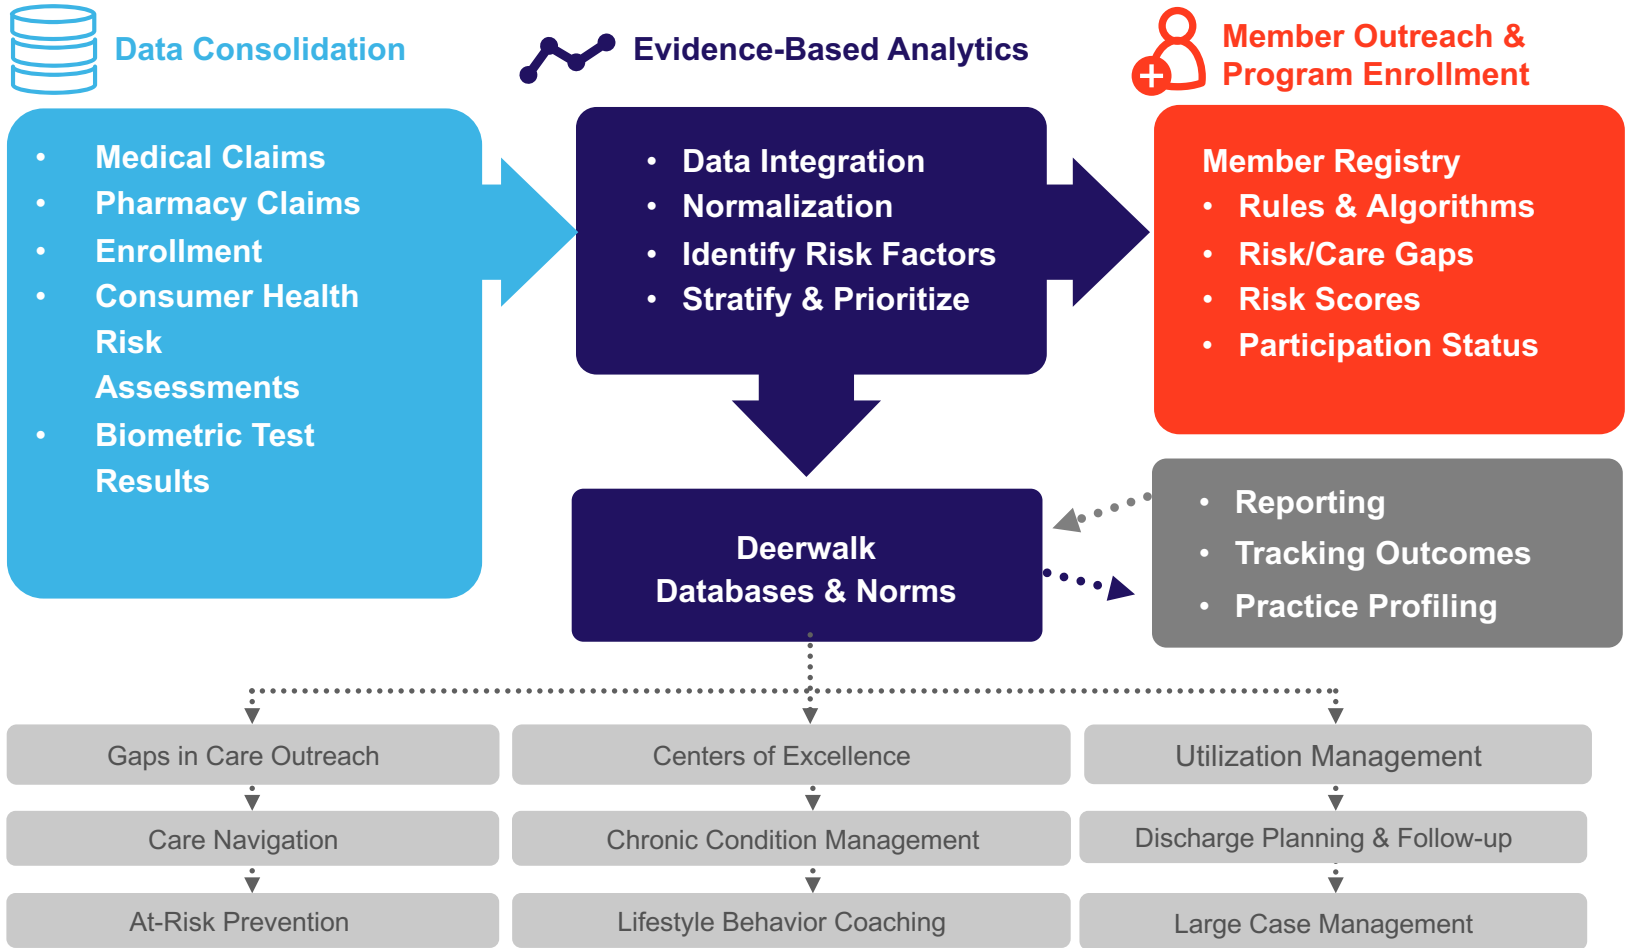 Data Consolidation
Evidence-Based Analytics
Member Outreach &
Program Enrollment
• Medical Claims
• Pharmacy Claims
• Enrollment
• Consumer Health
Risk
Assessments
• Biometric Test
Results
• Data Integration
• Normalization
• Identify Risk Factors
• Stratify & Prioritize
Member Registry
• Rules & Algorithms
• Risk/Care Gaps
• Risk Scores
• Participation Status
Deerwalk
Databases & Norms
• Reporting
• Tracking Outcomes
• Practice Profiling
Gaps in Care Outreach
Centers of Excellence
Utilization Management
Care Navigation
Chronic Condition Management
Discharge Planning & Follow-up
At-Risk Prevention
Lifestyle Behavior Coaching
Large Case Management